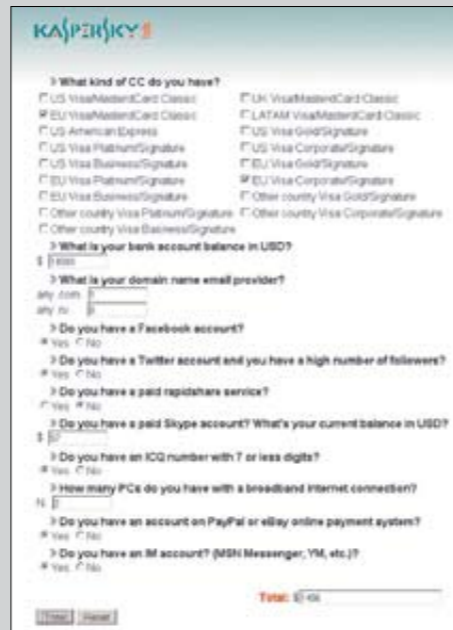 KASPERSKY
What kind of CC do you have?
US Visa/MasterdCard Classic UK Visa/MasterdCard Classic
EU Visa/MasterdCard Classic LATAM Visa/MasterdCard Classic
US American Express US Visa Gold/Signature
US Visa Platinum/Signature US Visa Corporate/Signature
US Visa Business/Signature EU Visa Gold/Signature
EU Visa Platinum/Signature EU Visa Corporate/Signature
EU Visa Business/Signature Other country Visa Gold/Signature
Other country Visa Platinum/Signature Other country Visa Corporate/Signature
Other country Visa Business/Signature
What is your bank account balance in USD?
$
What is your domain name email provider?
any .com
any
Do you have a Facebook account?
Yes No
Do you have a Twitter account and you have a high number of followers?
Yes No
Do you have a paid rapidshare service?
Yes No
Do you have a paid Skype account? What's your current balance in USD?
$
Do you have an ICQ number with 7 or less digits?
Yes No
How many PCs do you have with a broadband internet connection?
N:
Do you have an account on PayPal or eBay online payment system?
Yes No
Do you have an IM account? (MSN Messenger, YM, etc.)?
Yes No
Total:
Total Reset